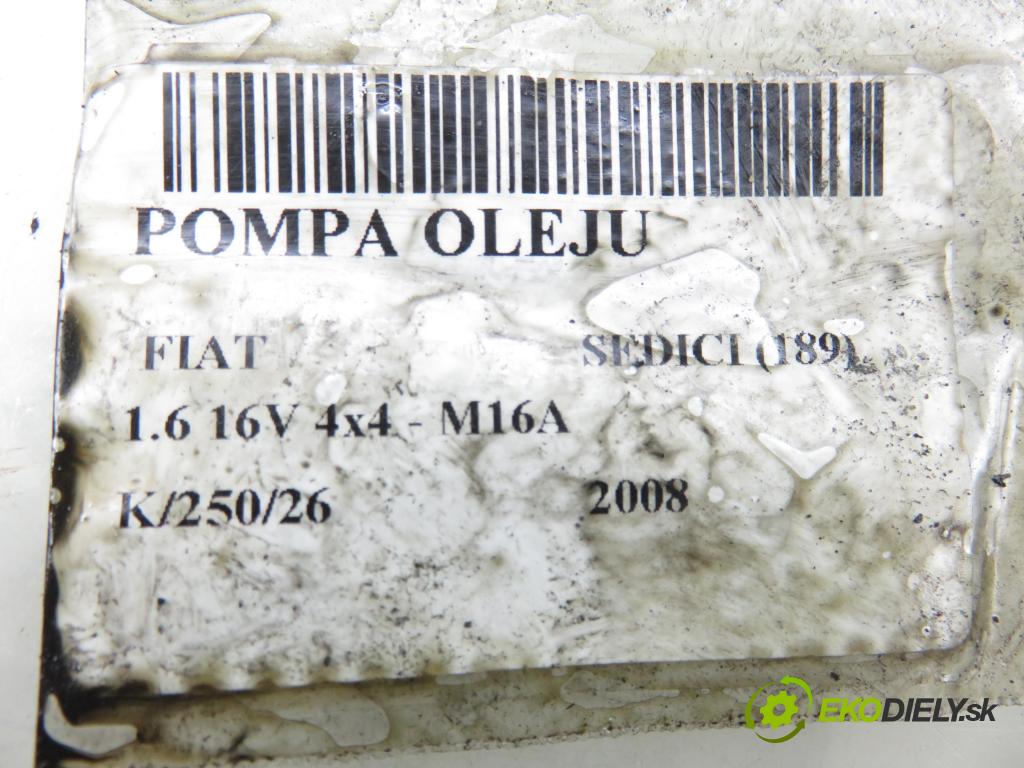 POMPA OLEJU
FIAT SEDICI (189)
1.6 16V 4x4 - M16A
K/250/26 2008
EKODIELY.sk